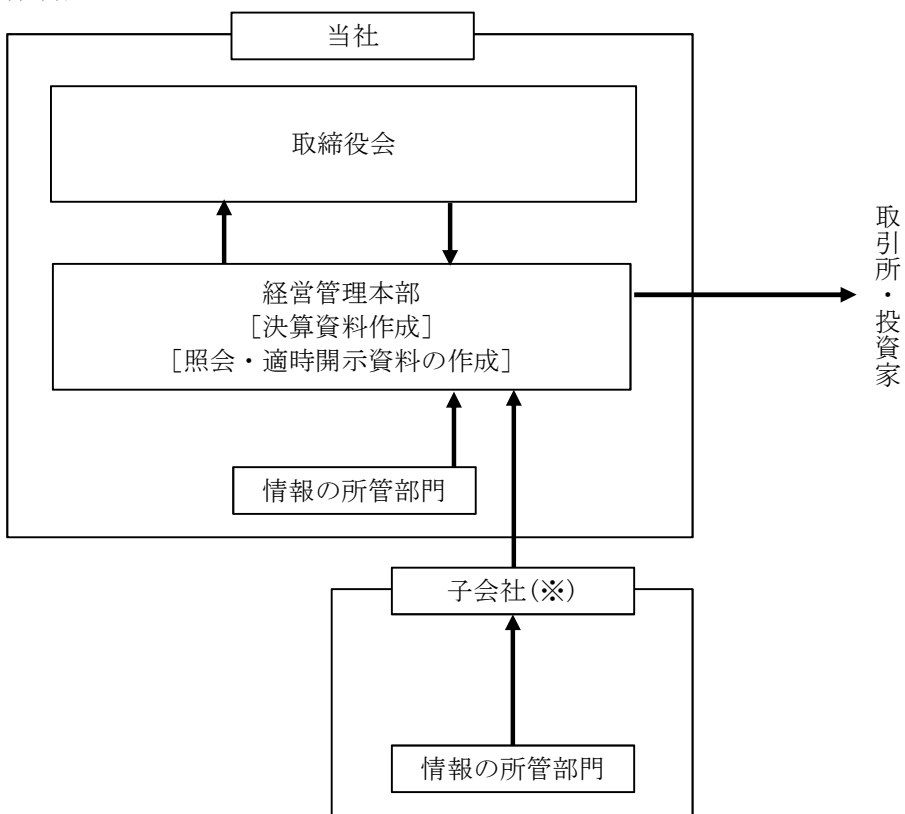 当社
取締役会
経営管理本部
[決算資料作成]
[照会・適時開示資料の作成]
取引所・投資家
情報の所管部門
子会社(※)
情報の所管部門